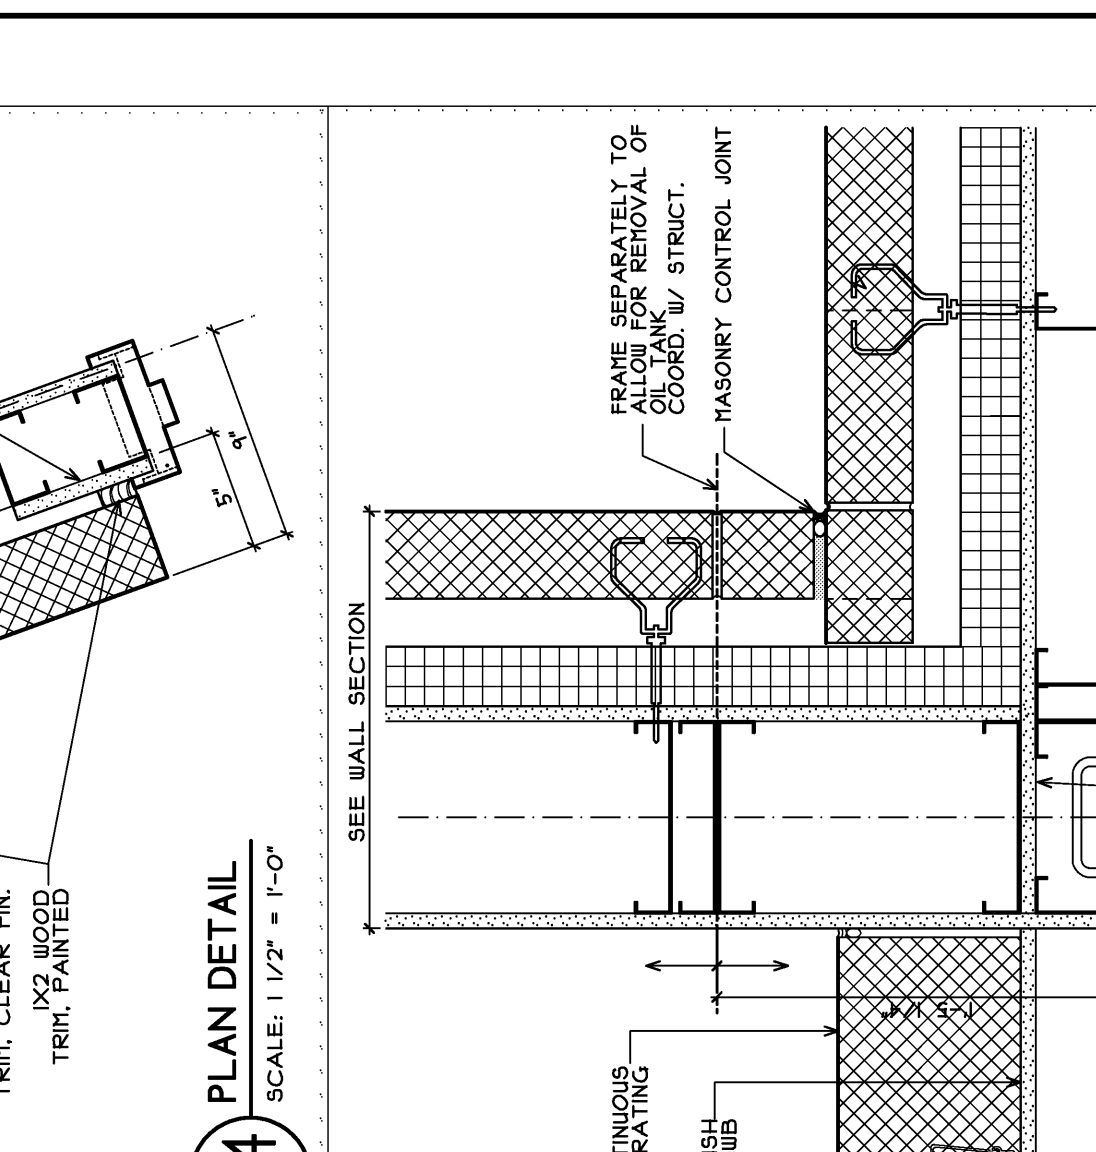 FRAME SEPARATELY TO
ALLOW FOR REMOVAL OF
OIL TANK
COORD. W/ STRUCT.
MASONRY CONTROL JOINT
9"
5"
SEE WALL SECTION
TRIM, CLEAR FIN.
1X2 WOOD
TRIM, PAINTED
PLAN DETAIL
SCALE: 1 1/2" = 1'-0"
4
1'-5 1/4"
TINUOUS
RATING
ISH
WB